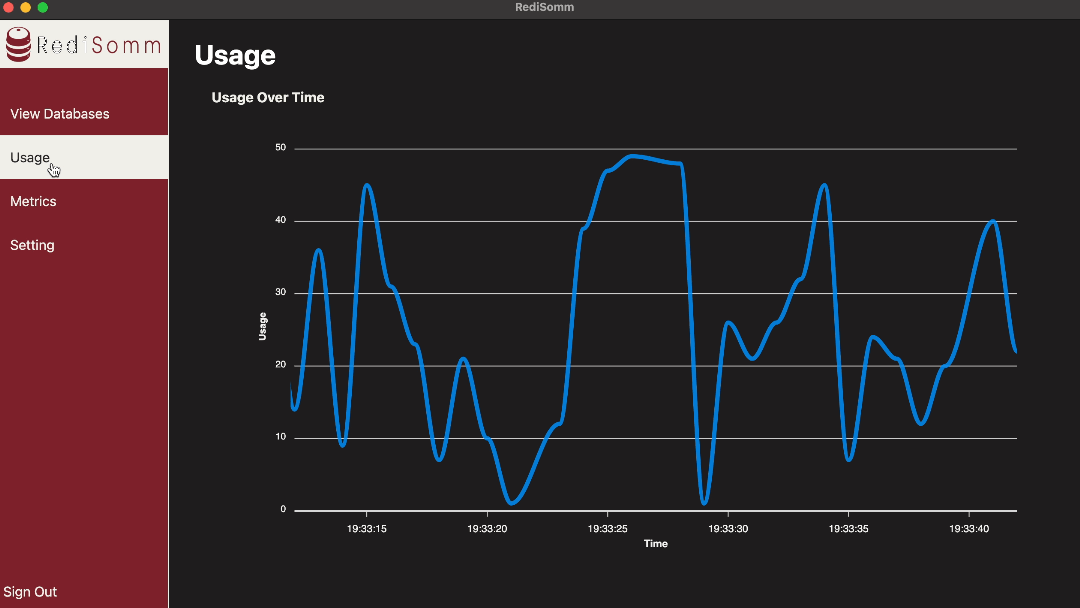 RediSomm
Red'Somm
View Databases
Usage
Metrics
Setting
Sign Out
Usage
Usage Over Time
50
40
30
20
10
0
Usage
19:33:15 19:33:20 19:33:25 19:33:30 19:33:35 19:33:40
Time